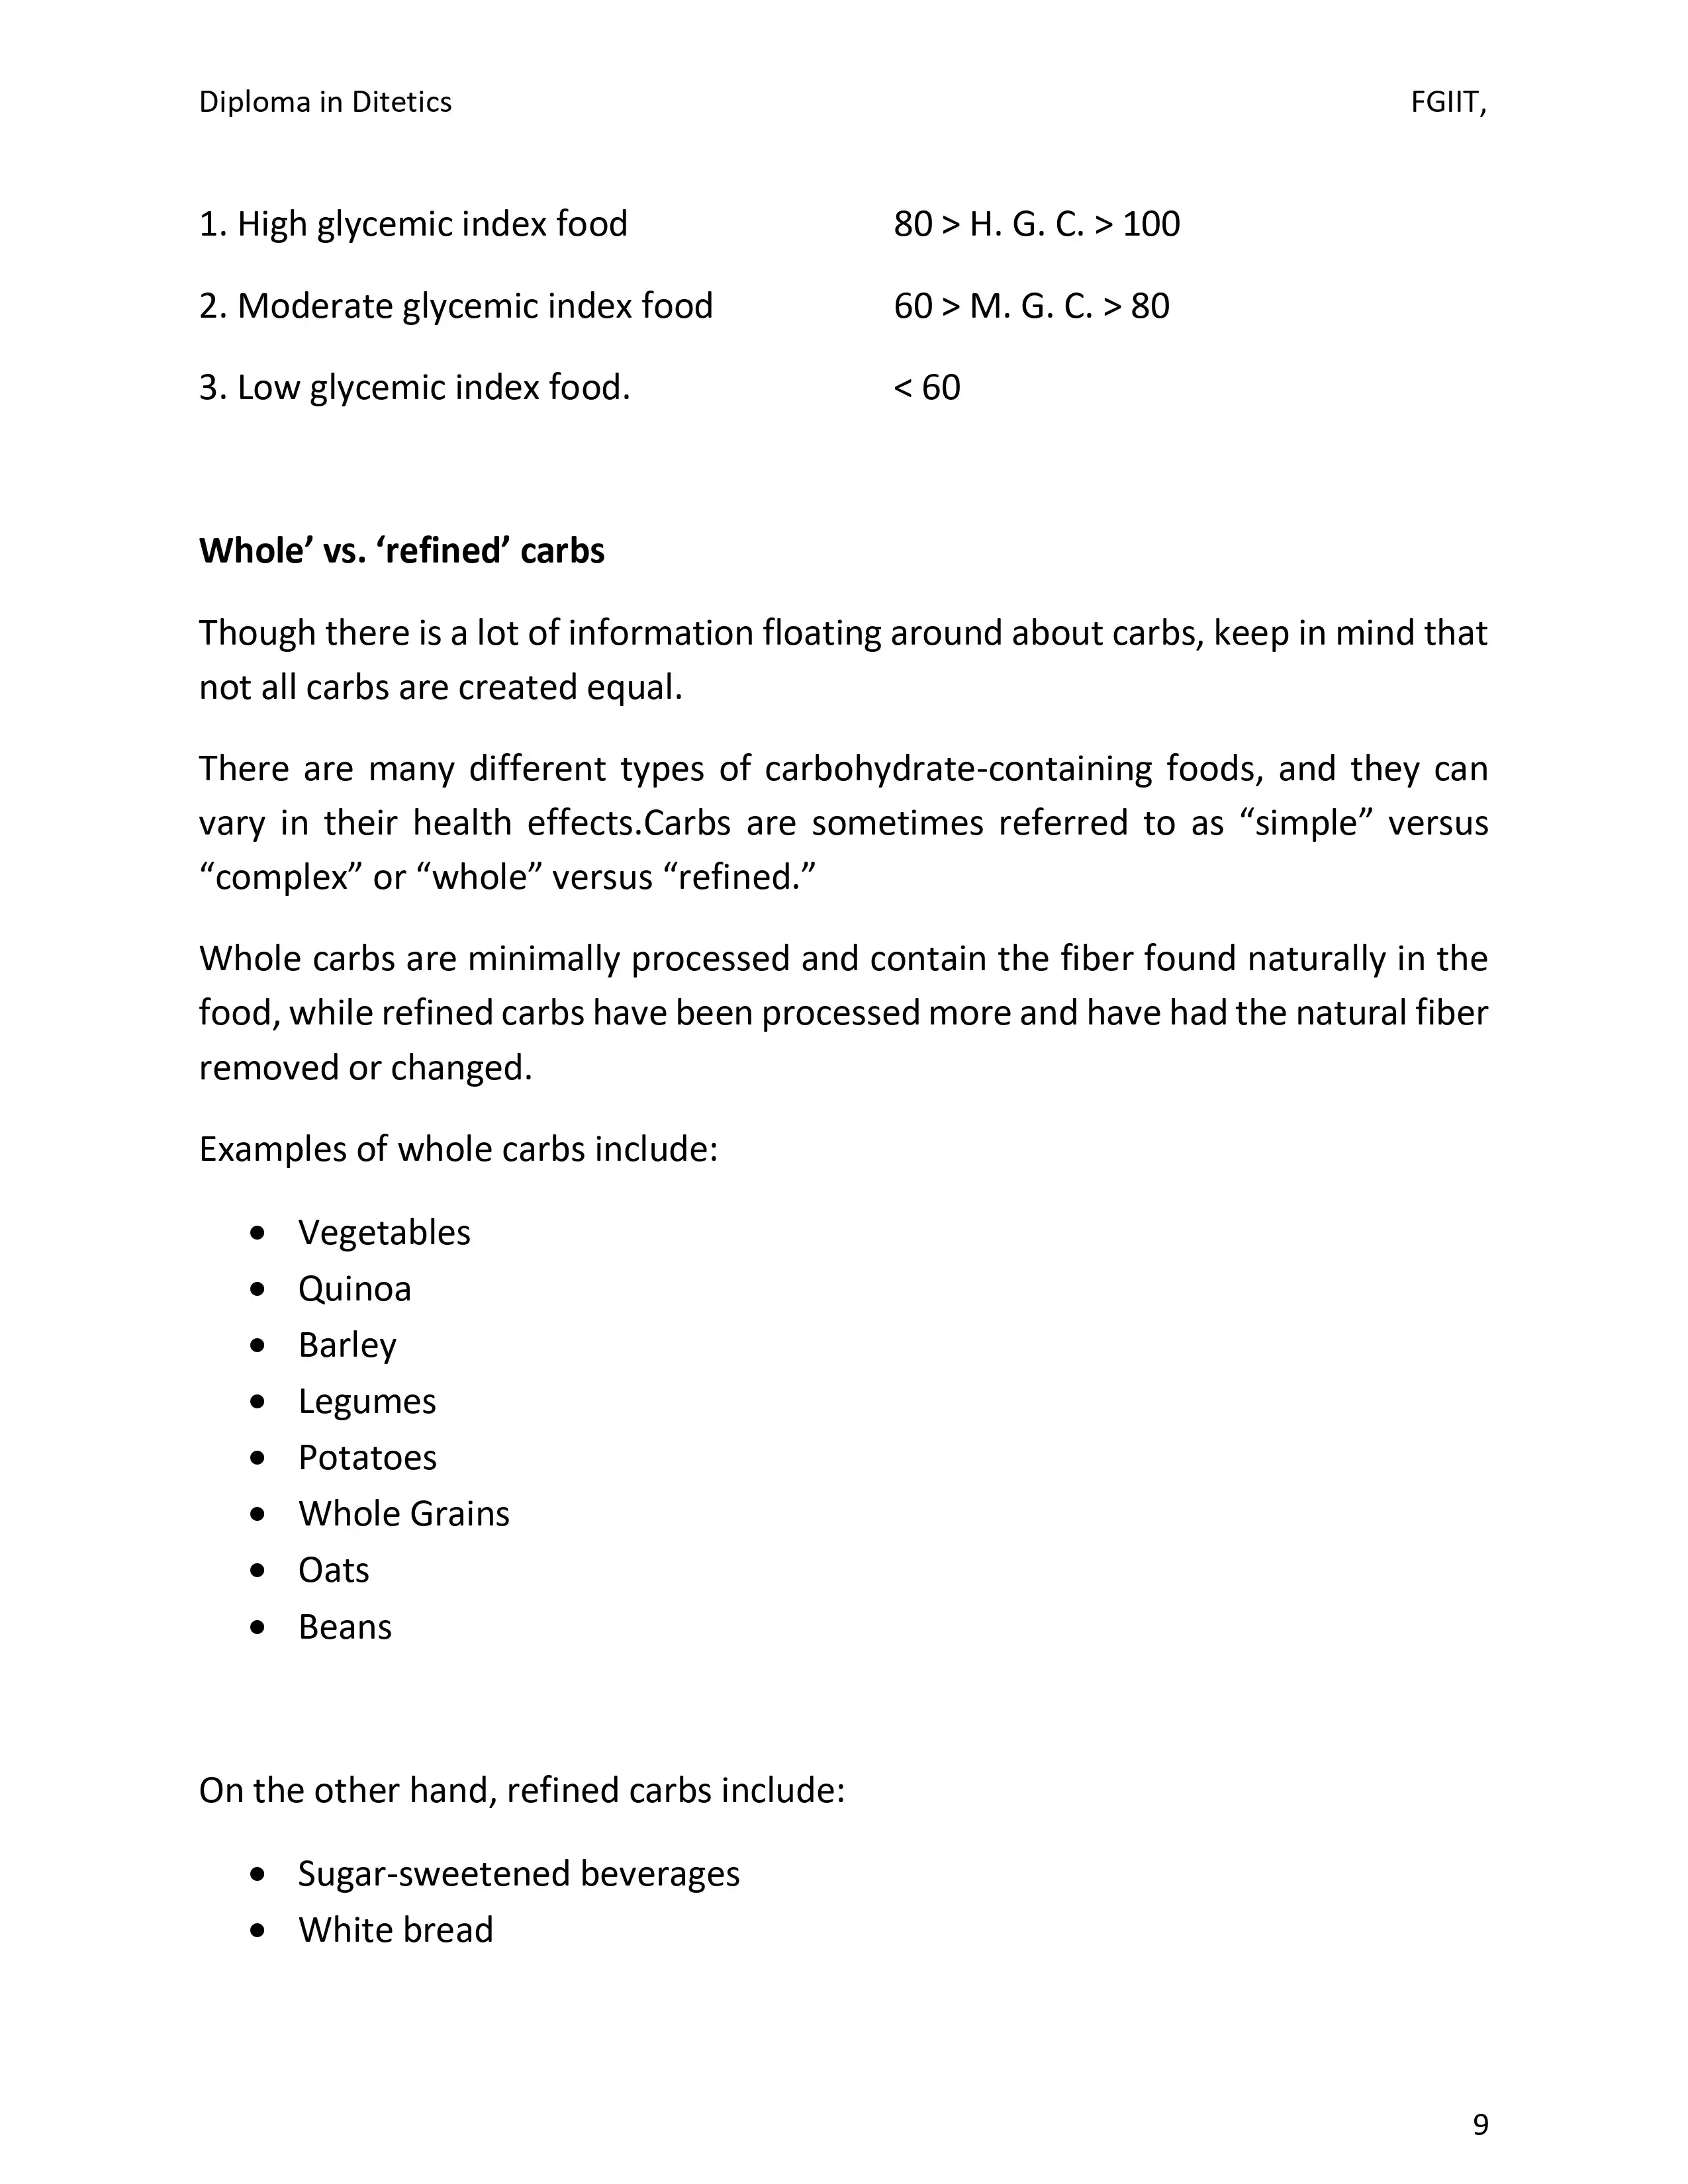 Diploma in Ditetics FGIIT,
1. High glycemic index food 80 > H. G. C. > 100
2. Moderate glycemic index food 60 > M. G. C. > 80
3. Low glycemic index food. < 60
Whole’ vs. ‘refined’ carbs
Though there is a lot of information floating around about carbs, keep in mind that
not all carbs are created equal.
There are many different types of carbohydrate-containing foods, and they can
vary in their health effects.Carbs are sometimes referred to as “simple” versus
“complex” or “whole” versus “refined.”
Whole carbs are minimally processed and contain the fiber found naturally in the
food, while refined carbs have been processed more and have had the natural fiber
removed or changed.
Examples of whole carbs include:
• Vegetables
• Quinoa
• Barley
• Legumes
• Potatoes
• Whole Grains
• Oats
• Beans
On the other hand, refined carbs include:
• Sugar-sweetened beverages
• White bread
9